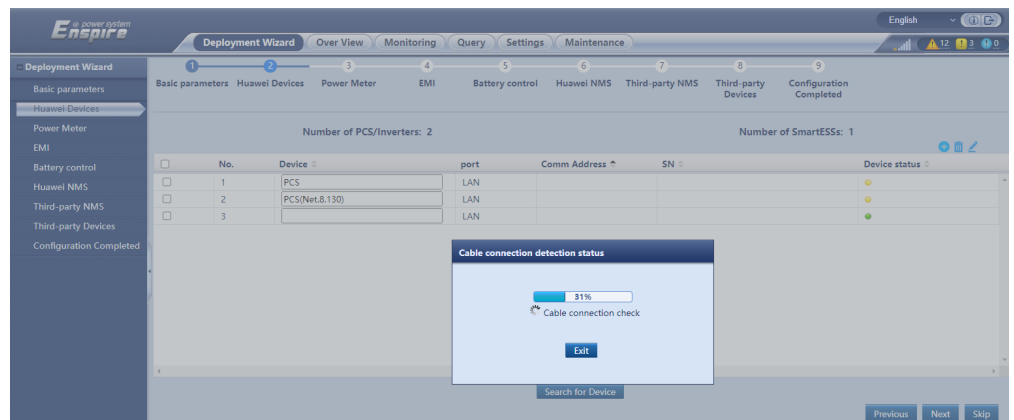 Enspire @ power system
English
Deployment Wizard Over View Monitoring Query Settings Maintenance
12 3 0
Deployment Wizard
Basic parameters
Huawei Devices
Power Meter
EMI
Battery control
Huawei NMS
Third-party NMS
Third-party Devices
Configuration Completed
1 2 3 4 5 6 7 8 9
Basic parameters Huawei Devices Power Meter EMI Battery control Huawei NMS Third-party NMS Third-party Devices Configuration Completed
Number of PCS/Inverters: 2 Number of SmartESSs: 1
No. Device port Comm Address SN Device status
1 PCS LAN
2 PCS(Net.8.130) LAN
3 LAN
Cable connection detection status
31%
Cable connection check
Exit
Search for Device
Previous Next Skip